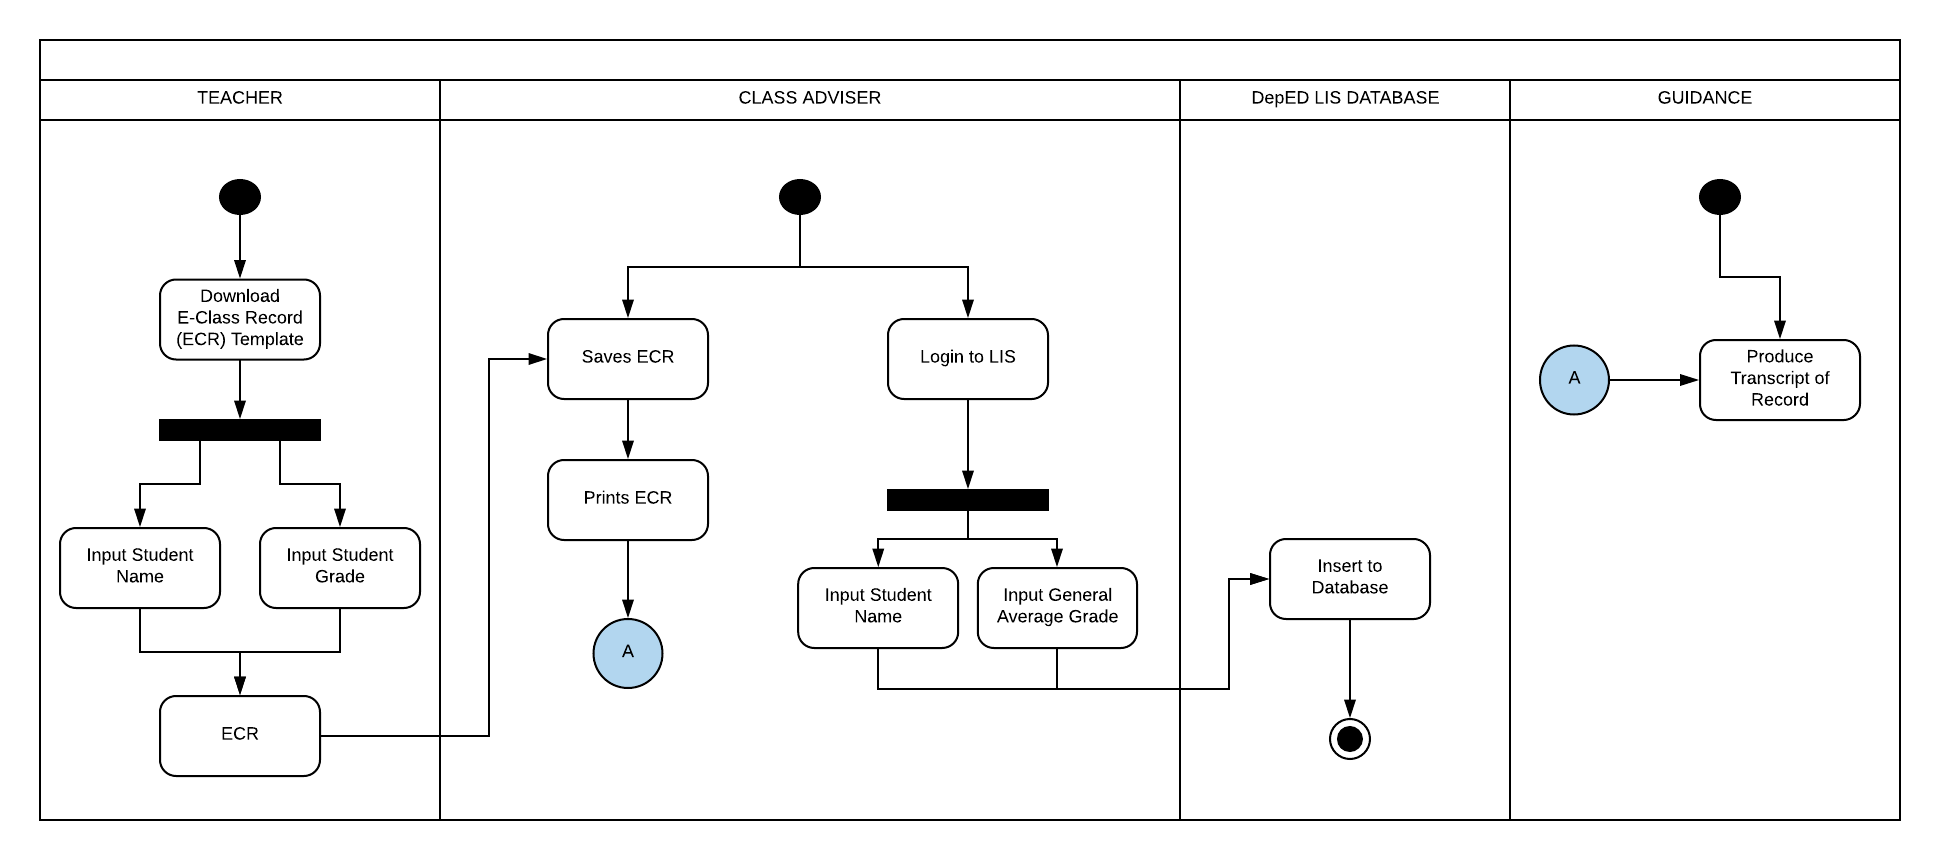 TEACHER
CLASS ADVISER
DepED LIS DATABASE
GUIDANCE
Download
E-Class Record
(ECR) Template
Input Student
Name
Input Student
Grade
ECR
Saves ECR
Prints ECR
A
Login to LIS
Input Student
Name
Input General
Average Grade
Insert to
Database
A
Produce
Transcript of
Record